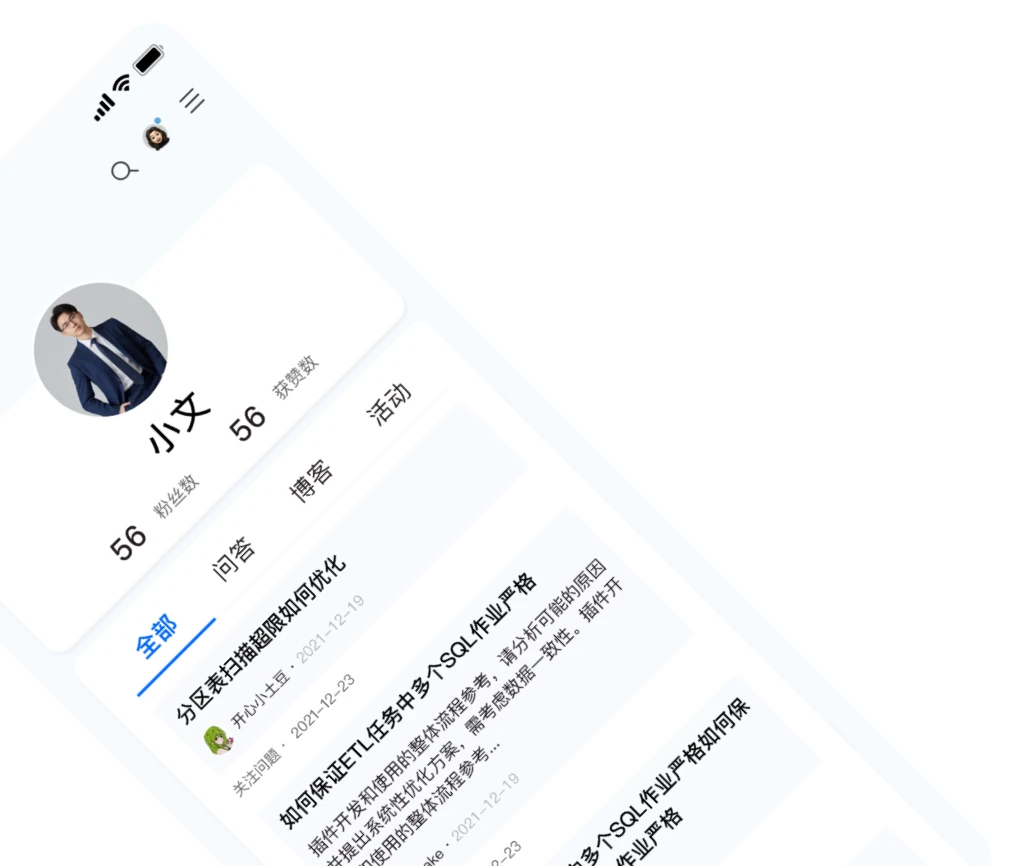 小文
56 粉丝数 56 获赞数
全部 问答 博客 活动
分区表扫描超限如何优化
开心小土豆 · 2021-12-19
关注问题 · 2021-12-23
如何保证ETL任务中多个SQL作业严格
插件开发和使用的整体流程参考，请分析可能的原因
并提出系统性优化方案，需考虑数据一致性。插件开
和使用的整体流程参考...
ake · 2021-12-19
2-23
中多个SQL作业严格如何保
作业严格